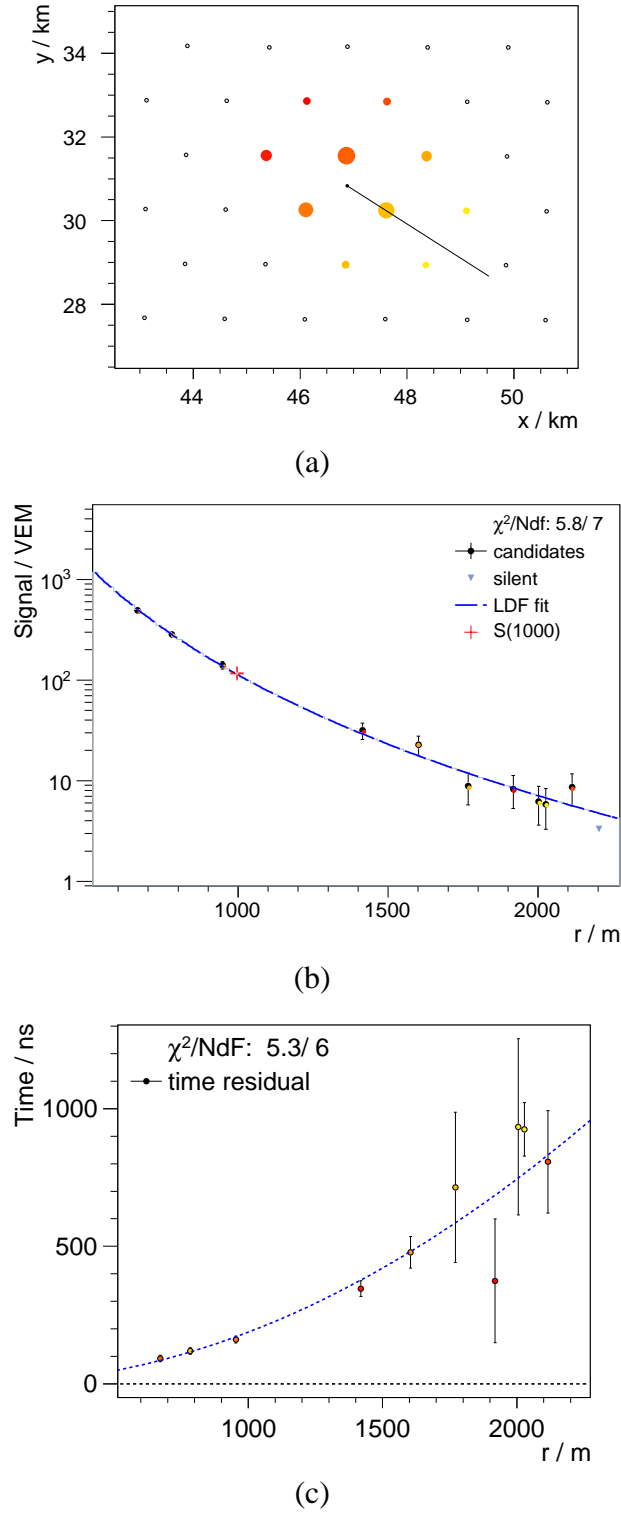 y / km
34
32
30
28
44
46
48
50
x / km
(a)
Signal / VEM
χ²/Ndf: 5.8/ 7
candidates
silent
LDF fit
S(1000)
10³
10²
10
1
1000
1500
2000
r / m
(b)
Time / ns
χ²/NdF: 5.3/ 6
time residual
1000
500
0
1000
1500
2000
r / m
(c)